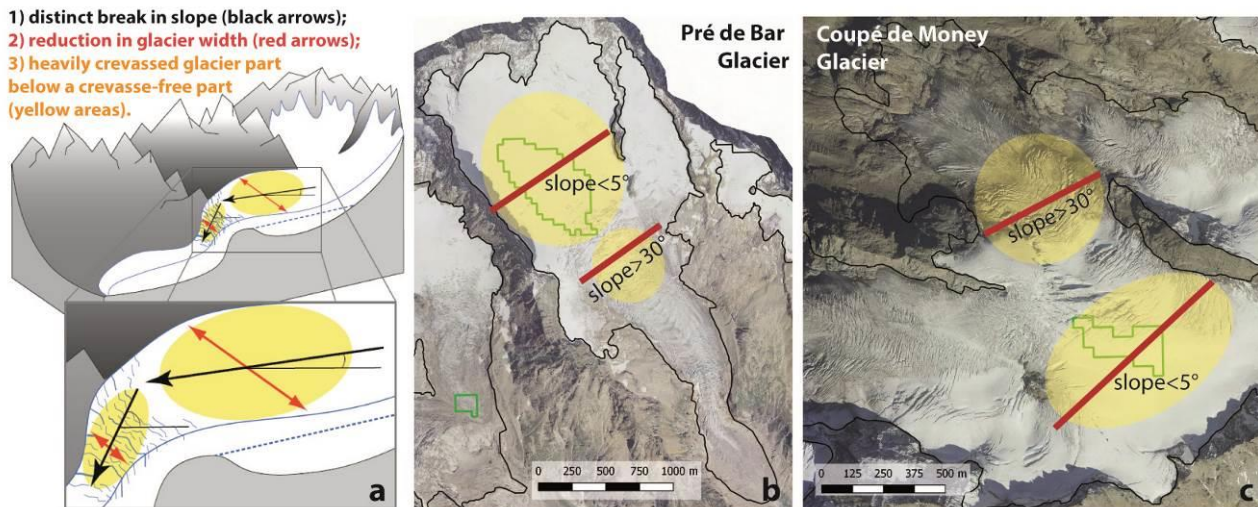 1) distinct break in slope (black arrows);
2) reduction in glacier width (red arrows);
3) heavily crevassed glacier part
below a crevasse-free part
(yellow areas).
a
Pré de Bar
Glacier
slope<5°
slope>30°
0 250 500 750 1000 m
b
Coupé de Money
Glacier
slope>30°
slope<5°
0 125 250 375 500 m
c